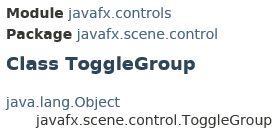 Module javafx.controls
Package javafx.scene.control
Class ToggleGroup
java.lang.Object
javafx.scene.control.ToggleGroup